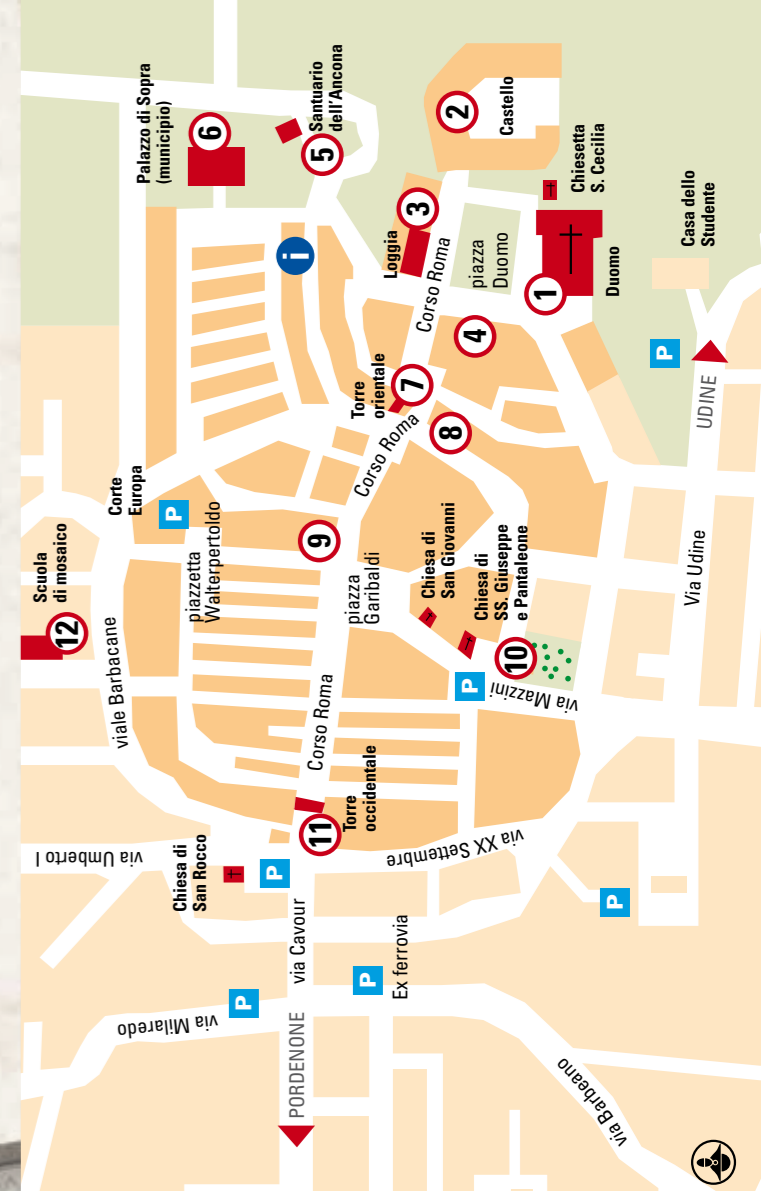 Scuola
di mosaico
12
viale Barbacane
Corte
Europa
P
piazzetta
Walterpertoldo
Palazzo di Sopra
(municipio)
6
Santuario
dell'Ancona
5
i
via Umberto I
Chiesa di
San Rocco
P
via Milaredo
P
PORDENONE
via Cavour
11
Torre
occidentale
Corso Roma
9
piazza
Garibaldi
Corso Roma
Torre
orientale
7
8
Loggia
3
Corso Roma
2
Castello
piazza
Duomo
4
1
Duomo
Chiesetta
S. Cecilia
P
Ex ferrovia
via XX Settembre
Chiesa di
San Giovanni
Chiesa di
SS. Giuseppe
e Pantaleone
P
10
via Mazzini
via Barbeano
P
Via Udine
UDINE
P
Casa dello
Studente